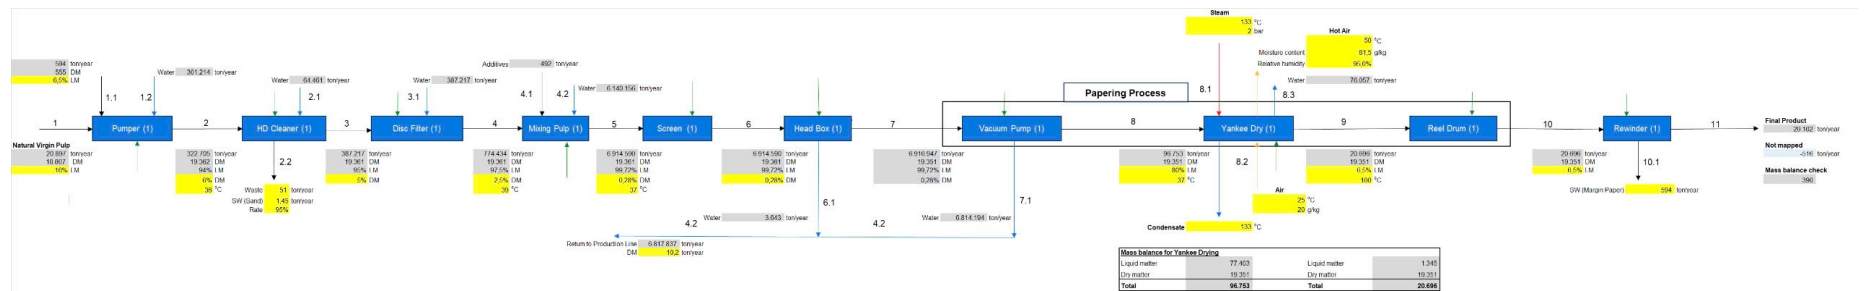 Steam
133 °C
2 bar
Hot Air
50 °C
Moisture content 81,5 g/kg
Relative humidity 95,0%
594 ton/year
555 DM
6,5% LM
Water 301.214 ton/year
Water 64.461 ton/year
Water 387.217 ton/year
Additives 492 ton/year
Water 6.140.156 ton/year
Water 76.057 ton/year
Papering Process
1.1
1.2
2.1
3.1
4.1
4.2
8.1
8.3
1
Pumper (1)
2
HD Cleaner (1)
3
Disc Filter (1)
4
Mixing Pulp (1)
5
Screen (1)
6
Head Box (1)
7
Vacuum Pump (1)
8
Yankee Dry (1)
9
Reel Drum (1)
10
Rewinder (1)
11
Final Product
20.102 ton/year
Not mapped
-516 ton/year
Mass balance check
390
Natural Virgin Pulp
20.897 ton/year
18.807 DM
10% LM
322.705 ton/year
19.362 DM
94% LM
6% DM
36 °C
2.2
Waste 51 ton/year
SW (Sand) 1,45 ton/year
Rate 95%
387.217 ton/year
19.361 DM
95% LM
5% DM
774.434 ton/year
19.361 DM
97,5% LM
2,5% DM
39 °C
6.914.590 ton/year
19.361 DM
99,72% LM
0,28% DM
37 °C
6.914.590 ton/year
19.361 DM
99,72% LM
0,28% DM
6.910.947 ton/year
19.351 DM
99,72% LM
0,28% DM
96.753 ton/year
19.351 DM
80% LM
37 °C
8.2
20.696 ton/year
19.351 DM
6,5% LM
100 °C
20.696 ton/year
19.351 DM
6,5% LM
10.1
SW (Margin Paper) 594 ton/year
Air
25 °C
20 g/kg
6.1
7.1
Water 3.643 ton/year
Water 6.814.194 ton/year
4.2
4.2
Return to Production Line 6.817.837 ton/year
DM 10,2 ton/year
Condensate 133 °C
Mass balance for Yankee Drying
Liquid matter 77.403 Liquid matter 1.345
Dry matter 19.351 Dry matter 19.351
Total 96.753 Total 20.696